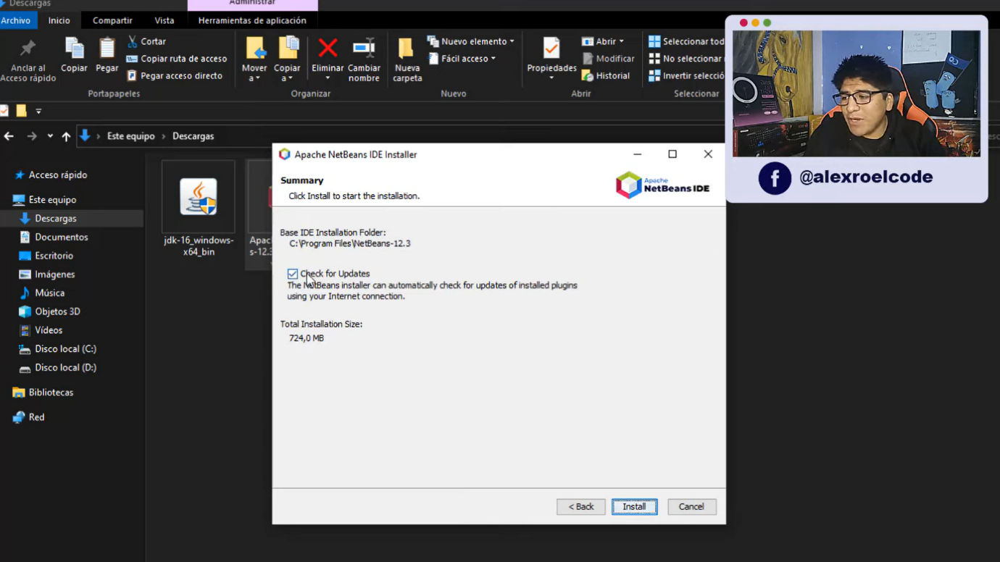 Descargas
Administrar
Archivo
Inicio
Compartir
Vista
Herramientas de aplicación
Anclar al
Acceso rápido
Copiar
Pegar
Cortar
Copiar ruta de acceso
Pegar acceso directo
Portapapeles
Mover
a
Copiar
a
Eliminar
Cambiar
nombre
Organizar
Nueva
carpeta
Nuevo elemento
Fácil acceso
Nuevo
Propiedades
Abrir
Modificar
Historial
Abrir
Seleccionar tod
No seleccionar
Invertir selecció
Seleccionar
Este equipo
Descargas
@alexroelcode
Acceso rápido
Este equipo
Descargas
Documentos
Escritorio
Imágenes
Música
Objetos 3D
Vídeos
Disco local (C:)
Disco local (D:)
Bibliotecas
Red
jdk-16_windows-
x64_bin
Apac
s-12.3
Apache NetBeans IDE Installer
Summary
Click Install to start the installation.
Apache
NetBeans IDE
Base IDE Installation Folder:
C:\Program Files\NetBeans-12.3
Check for Updates
The NetBeans installer can automatically check for updates of installed plugins
using your Internet connection.
Total Installation Size:
724,0 MB
< Back
Install
Cancel